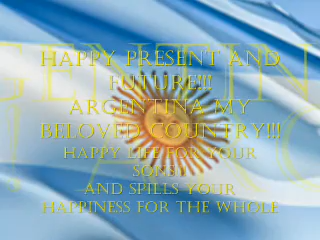 HAPPY PRESENT AND
FUTURE!!!
ARGENTINA MY
BELOVED COUNTRY!!!
HAPPY LIFE FOR YOUR
SONS
AND SPILLS YOUR
HAPPINESS FOR THE WHOLE